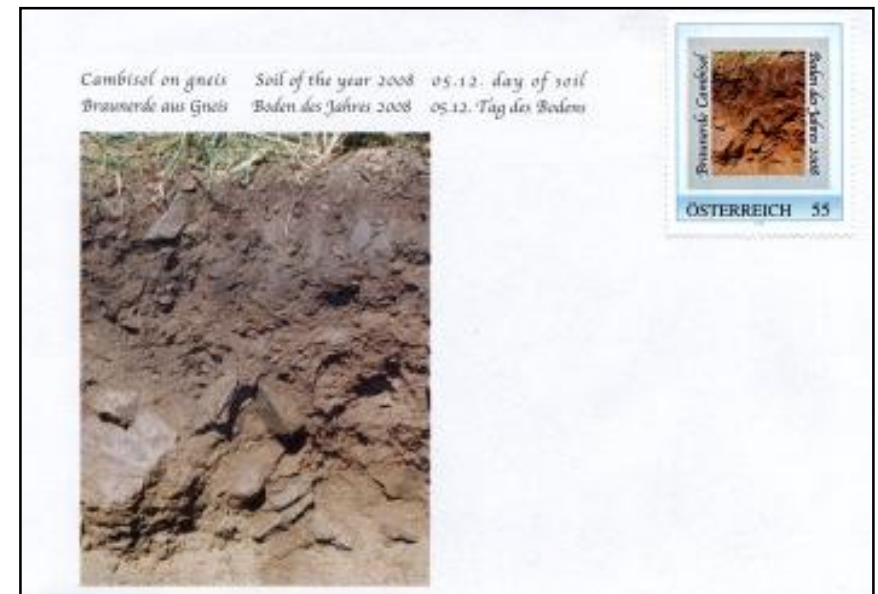 Cambisol on gneis Soil of the year 2008 05.12. day of soil
Braunerde aus Gneis Boden des Jahres 2008 05.12. Tag des Bodens
Braunerde Cambisol
Boden des Jahres 2008
ÖSTERREICH 55